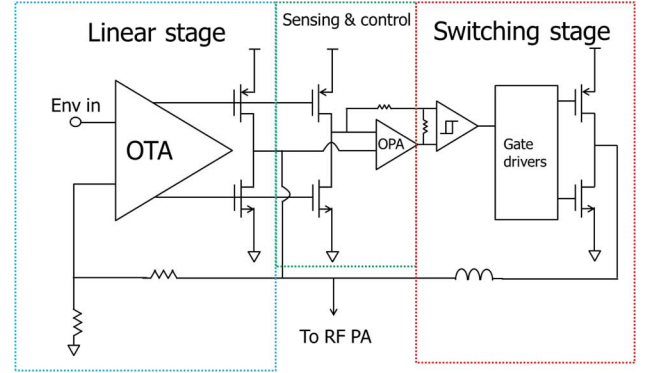 Linear stage
Sensing & control
Switching stage
Env in
OTA
OPA
Gate
drivers
To RF PA